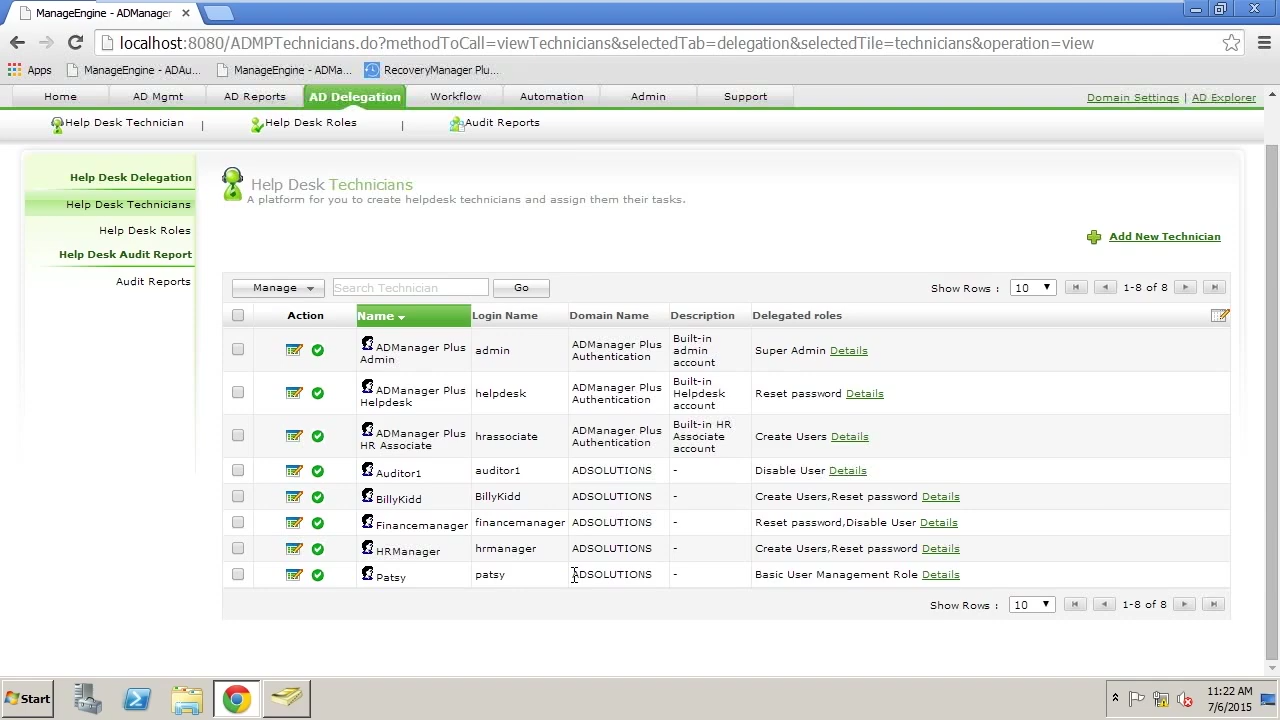 ManageEngine - ADManager
localhost:8080/ADMPTechnicians.do?methodToCall=viewTechnicians&selectedTab=delegation&selectedTile=technicians&operation=view
Apps ManageEngine - ADAu... ManageEngine - ADMa... RecoveryManager Plu...
Home AD Mgmt AD Reports AD Delegation Workflow Automation Admin Support Domain Settings | AD Explorer
Help Desk Technician | Help Desk Roles | Audit Reports
Help Desk Delegation
Help Desk Technicians
Help Desk Roles
Help Desk Audit Report
Audit Reports
Help Desk Technicians
A platform for you to create helpdesk technicians and assign them their tasks.
Add New Technician
Manage Search Technician Go Show Rows : 10 1-8 of 8
Action Name Login Name Domain Name Description Delegated roles
ADManager Plus Admin admin ADManager Plus Authentication Built-in admin account Super Admin Details
ADManager Plus Helpdesk helpdesk ADManager Plus Authentication Built-in Helpdesk account Reset password Details
ADManager Plus HR Associate hrassociate ADManager Plus Authentication Built-in HR Associate account Create Users Details
Auditor1 auditor1 ADSOLUTIONS - Disable User Details
BillyKidd BillyKidd ADSOLUTIONS - Create Users,Reset password Details
Financemanager financemanager ADSOLUTIONS - Reset password,Disable User Details
HRManager hrmanager ADSOLUTIONS - Create Users,Reset password Details
Patsy patsy ADSOLUTIONS - Basic User Management Role Details
Show Rows : 10 1-8 of 8
Start 11:22 AM
7/6/2015